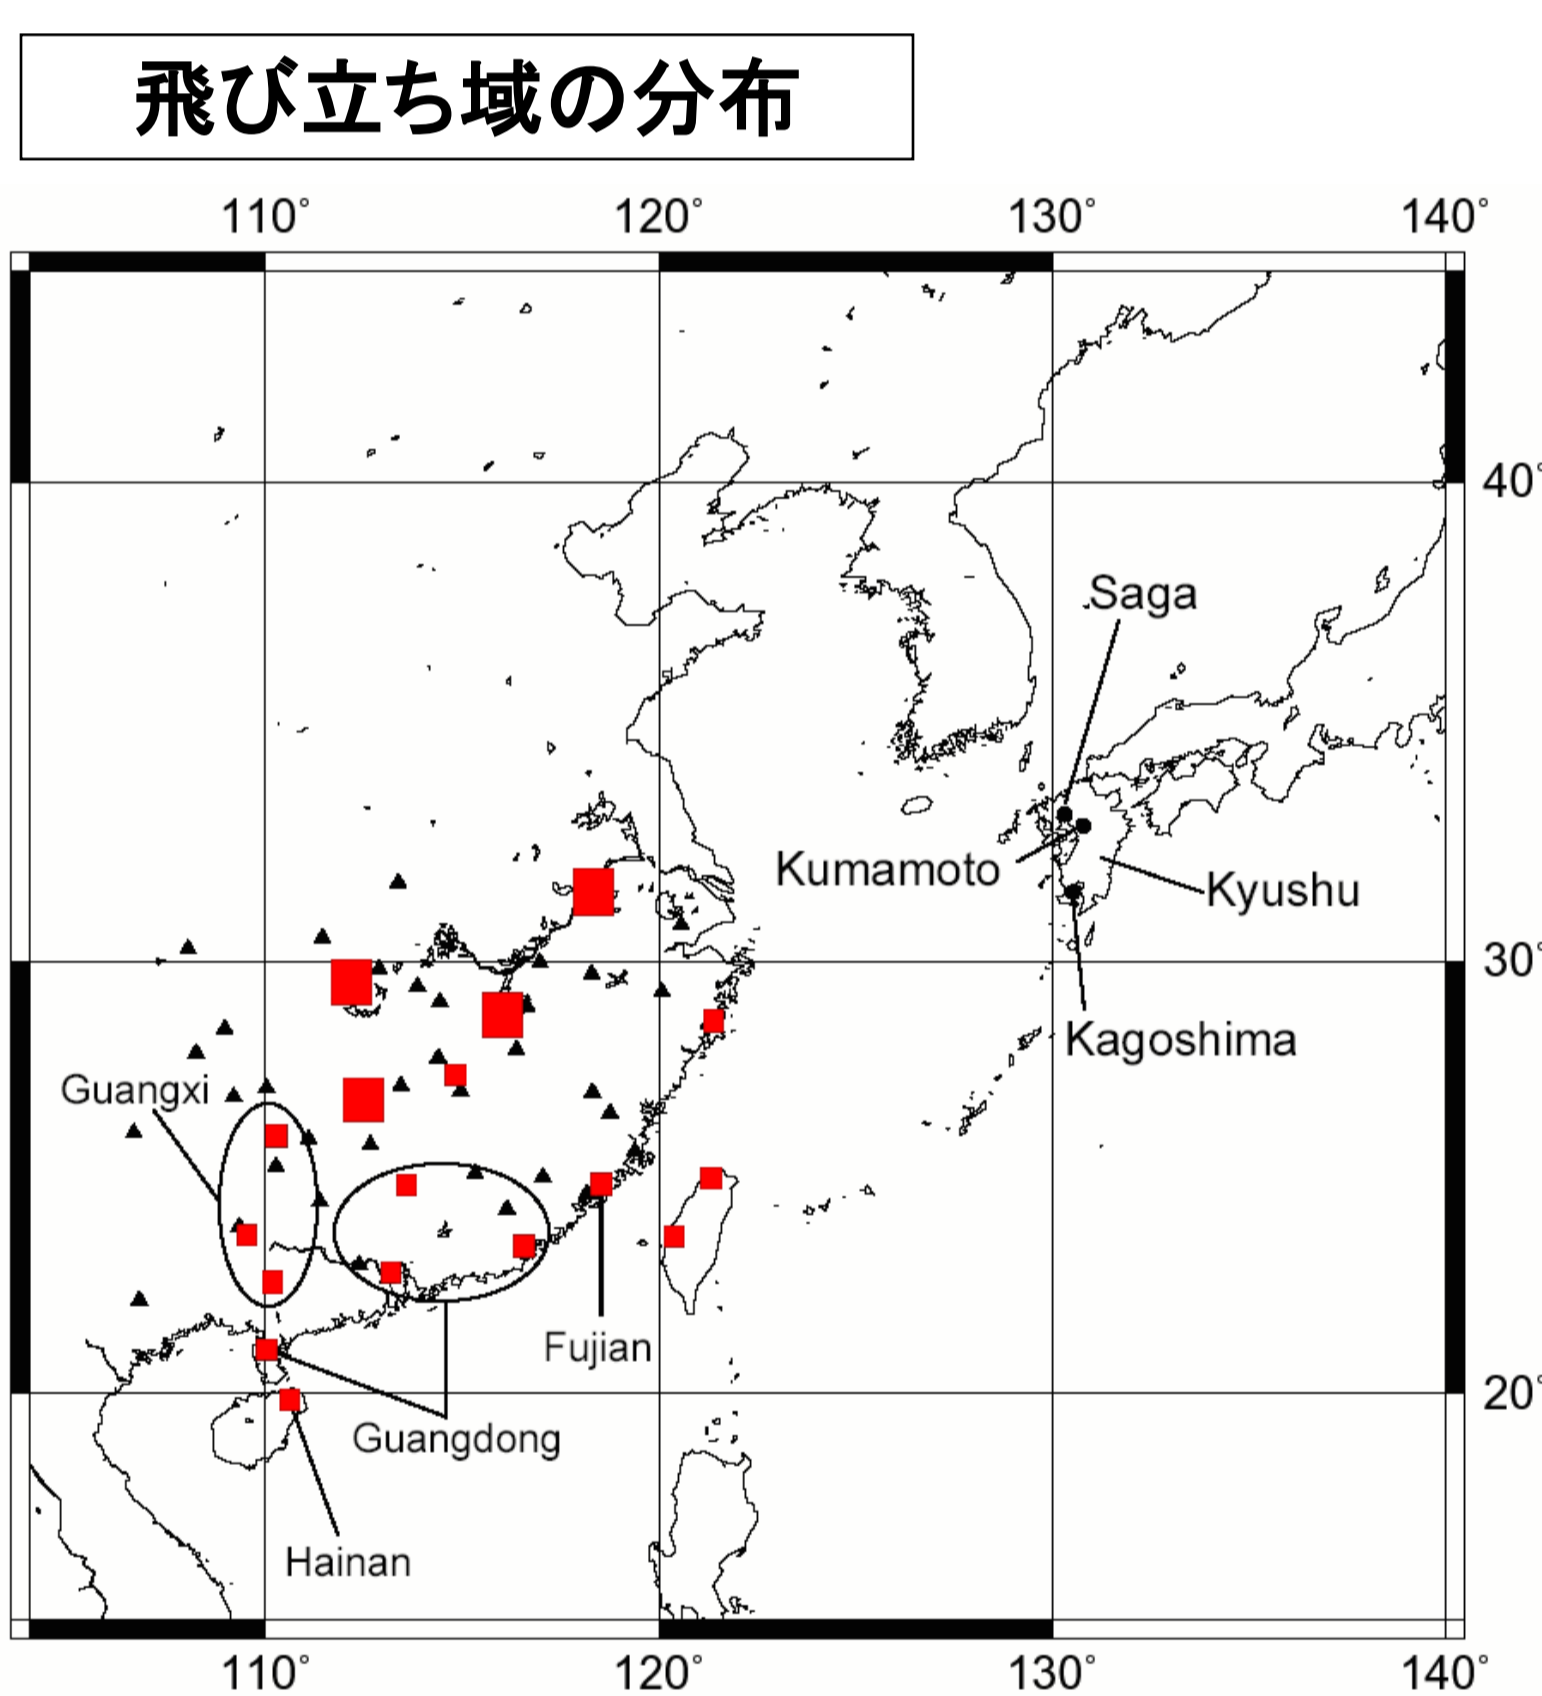 飛び立ち域の分布
110° 120° 130° 140°
40°
Saga
Kumamoto
Kyushu
30°
Kagoshima
Guangxi
Fujian
20°
Guangdong
Hainan
110° 120° 130° 140°